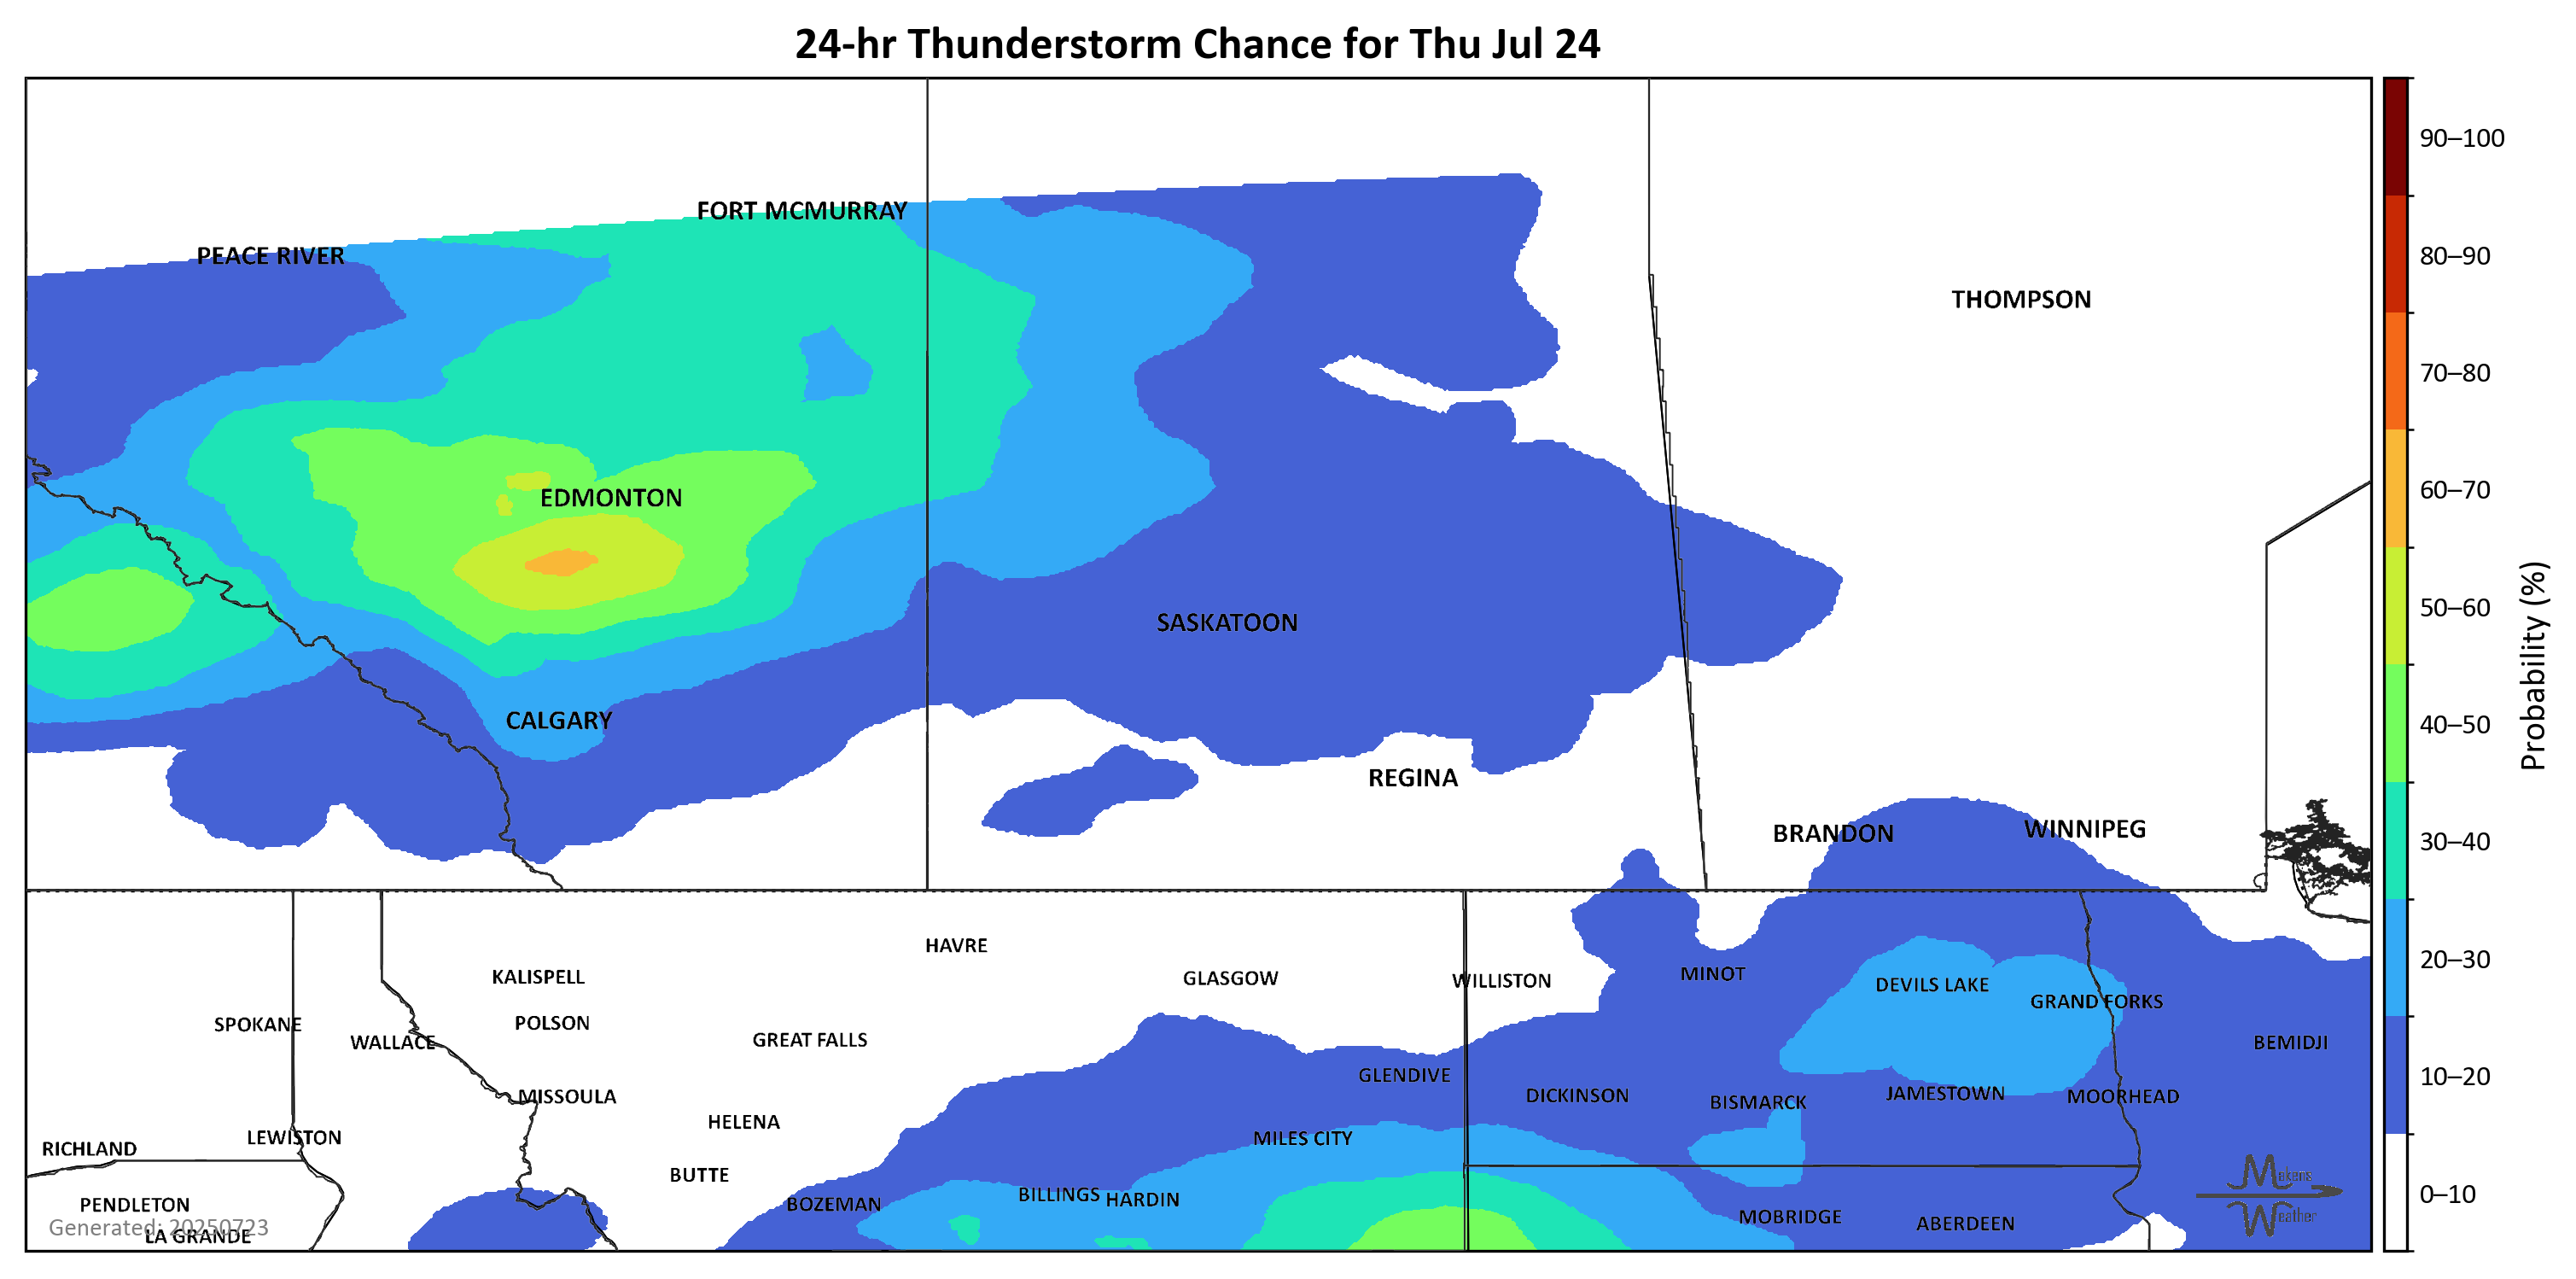 24-hr Thunderstorm Chance for Thu Jul 24
90–100
FORT MCMURRAY
PEACE RIVER
80–90
THOMPSON
70–80
EDMONTON
60–70
50–60
SASKATOON
Probability (%)
CALGARY
40–50
REGINA
BRANDON
WINNIPEG
30–40
HAVRE
KALISPELL
GLASGOW
WILLISTON
MINOT
DEVILS LAKE
20–30
GRAND FORKS
SPOKANE
POLSON
WALLACE
GREAT FALLS
BEMIDJI
GLENDIVE
10–20
MISSOULA
DICKINSON
BISMARCK
JAMESTOWN
MOORHEAD
HELENA
LEWISTON
MILES CITY
RICHLAND
BUTTE
Mekens
Weather
0–10
BILLINGS
HARDIN
PENDLETON
BOZEMAN
MOBRIDGE
ABERDEEN
Generated: 20250723
LA GRANDE